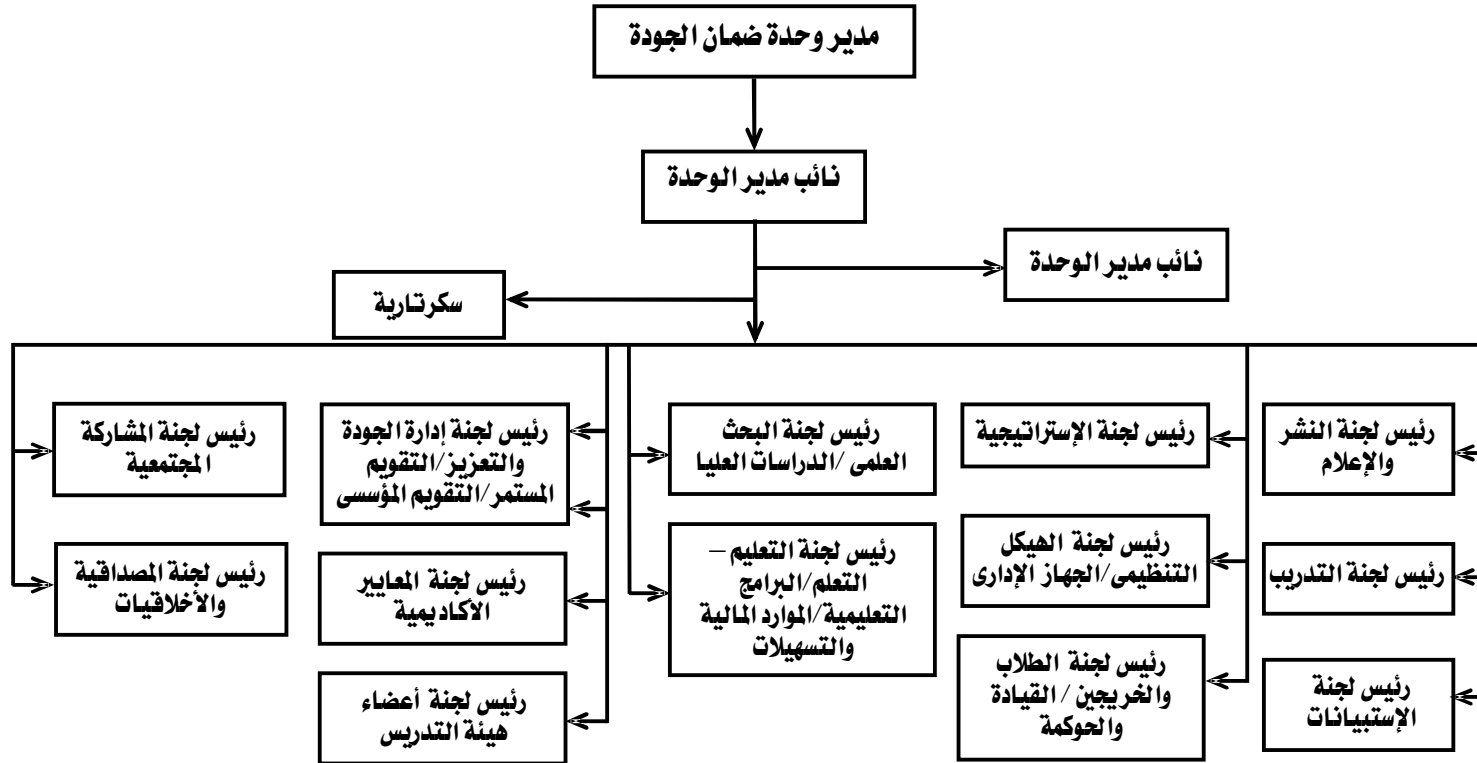 مدير وحدة ضمان الجودة
نائب مدير الوحدة
نائب مدير الوحدة
سكرتارية
رئيس لجنة النشر
والإعلام
رئيس لجنة التدريب
رئيس لجنة
الإستبيانات
رئيس لجنة الإستراتيجية
رئيس لجنة الهيكل
التنظيمى/الجهاز الإدارى
رئيس لجنة الطلاب
والخريجين / القيادة
والحوكمة
رئيس لجنة البحث
العلمى /الدراسات العليا
رئيس لجنة التعليم –
التعلم/البرامج
التعليمية/الموارد المالية
والتسهيلات
رئيس لجنة إدارة الجودة
والتعزيز/التقويم
المستمر/التقويم المؤسسى
رئيس لجنة المعايير
الأكاديمية
رئيس لجنة أعضاء
هيئة التدريس
رئيس لجنة المشاركة
المجتمعية
رئيس لجنة المصداقية
والأخلاقيات